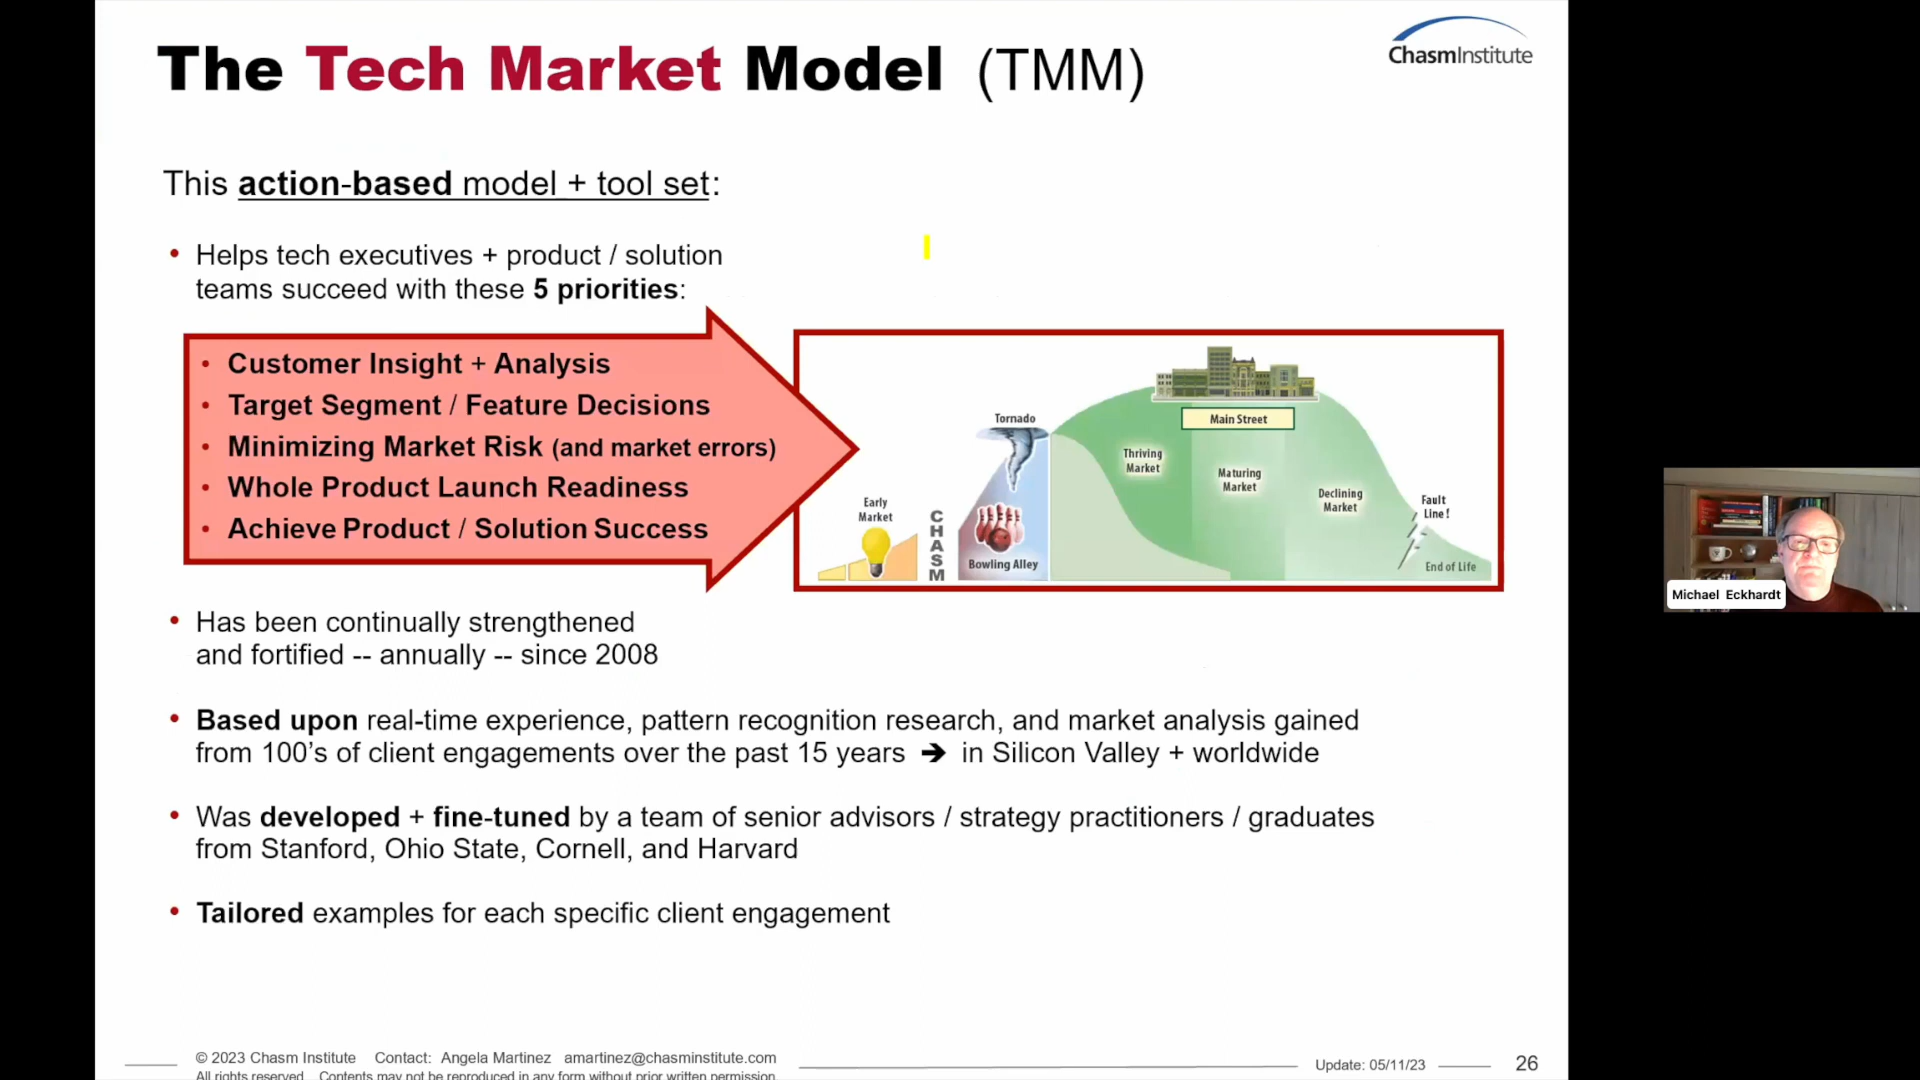 The Tech Market Model (TMM)
ChasmInstitute
This action-based model + tool set:
• Helps tech executives + product / solution
teams succeed with these 5 priorities:
• Customer Insight + Analysis
• Target Segment / Feature Decisions
• Minimizing Market Risk (and market errors)
• Whole Product Launch Readiness
• Achieve Product / Solution Success
Early
Market
CHASM
Tornado
Bowling Alley
Main Street
Thriving
Market
Maturing
Market
Declining
Market
Fault
Line!
End of Life
• Has been continually strengthened
and fortified -- annually -- since 2008
• Based upon real-time experience, pattern recognition research, and market analysis gained
from 100's of client engagements over the past 15 years ➔ in Silicon Valley + worldwide
• Was developed + fine-tuned by a team of senior advisors / strategy practitioners / graduates
from Stanford, Ohio State, Cornell, and Harvard
• Tailored examples for each specific client engagement
Michael Eckhardt
© 2023 Chasm Institute Contact: Angela Martinez amartinez@chasminstitute.com
All rights reserved. Contents may not be reproduced in any form without prior written permission.
Update: 05/11/23
26